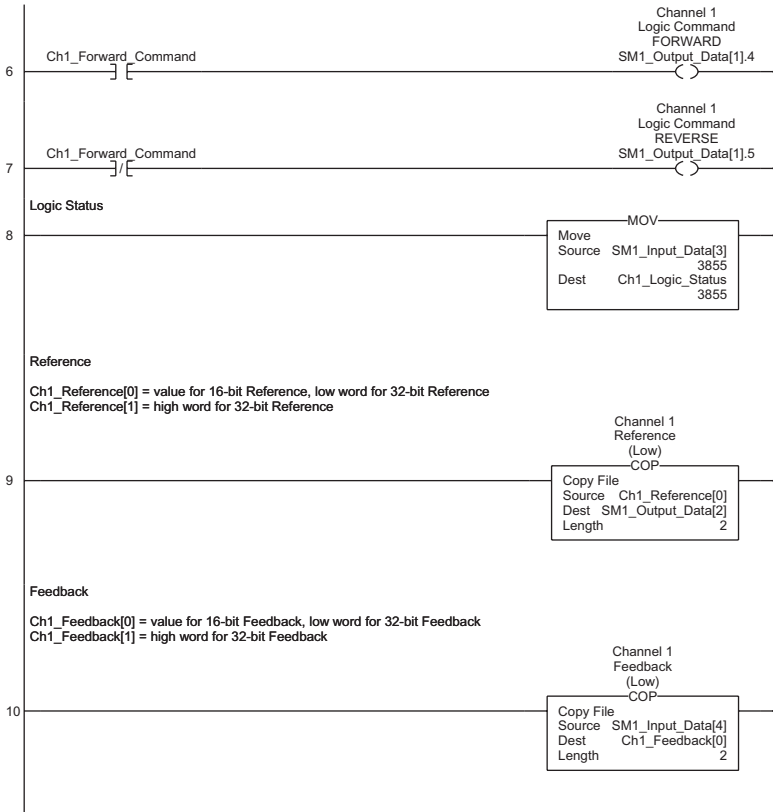 Channel 1
Logic Command
FORWARD
Ch1_Forward_Command SM1_Output_Data[1].4
6
Channel 1
Logic Command
REVERSE
Ch1_Forward_Command SM1_Output_Data[1].5
7 /
Logic Status
MOV
8
Move
Source SM1_Input_Data[3]
3855
Dest Ch1_Logic_Status
3855
Reference
Ch1_Reference[0] = value for 16-bit Reference, low word for 32-bit Reference
Ch1_Reference[1] = high word for 32-bit Reference
Channel 1
Reference
(Low)
COP
9 Copy File
Source Ch1_Reference[0]
Dest SM1_Output_Data[2]
Length 2
Feedback
Ch1_Feedback[0] = value for 16-bit Feedback, low word for 32-bit Feedback
Ch1_Feedback[1] = high word for 32-bit Feedback
Channel 1
Feedback
(Low)
COP
10 Copy File
Source SM1_Input_Data[4]
Dest Ch1_Feedback[0]
Length 2